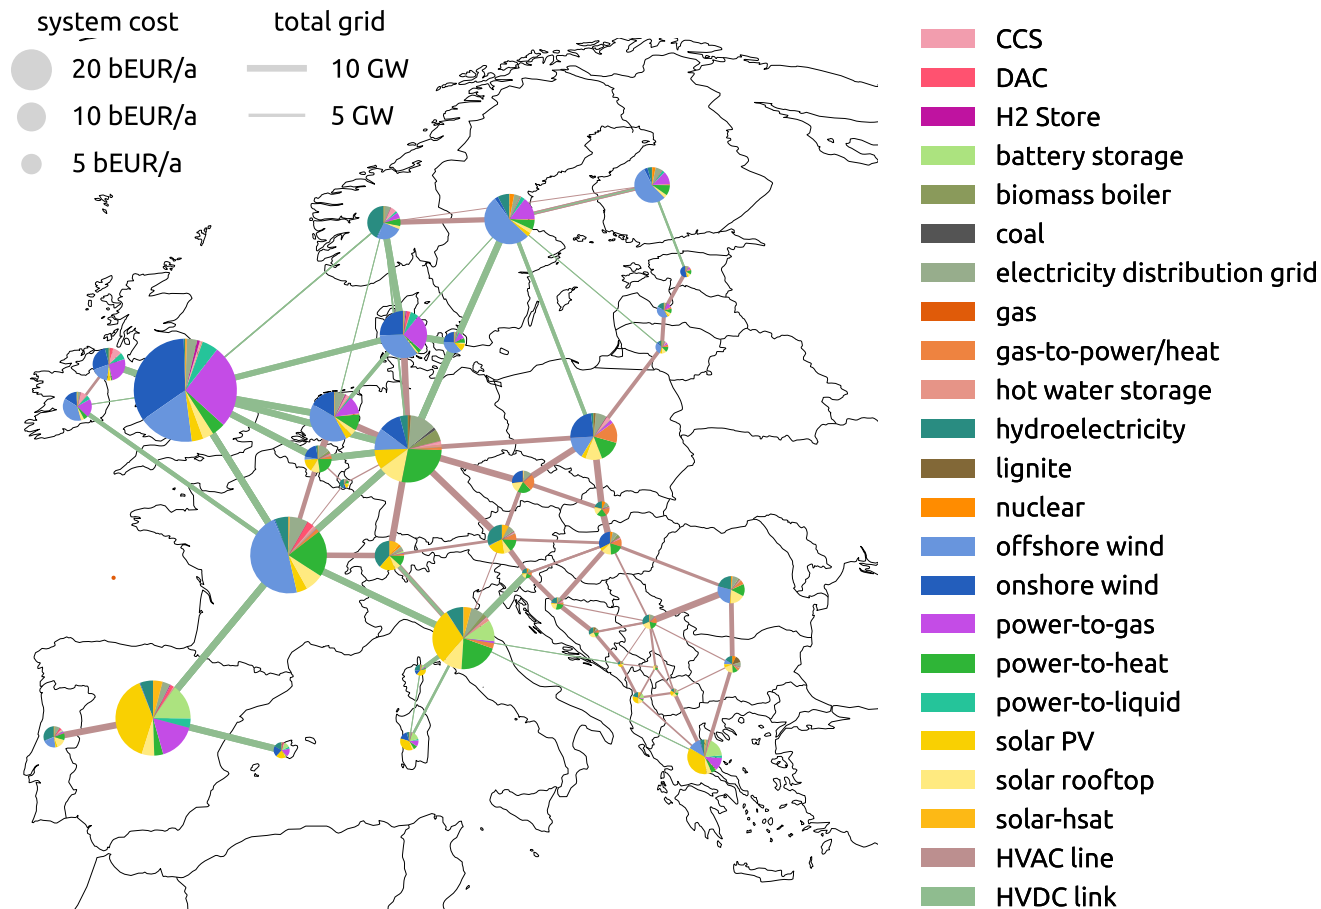 system cost
total grid
20 bEUR/a
10 GW
10 bEUR/a
5 GW
5 bEUR/a
CCS
DAC
H2 Store
battery storage
biomass boiler
coal
electricity distribution grid
gas
gas-to-power/heat
hot water storage
hydroelectricity
lignite
nuclear
offshore wind
onshore wind
power-to-gas
power-to-heat
power-to-liquid
solar PV
solar rooftop
solar-hsat
HVAC line
HVDC link